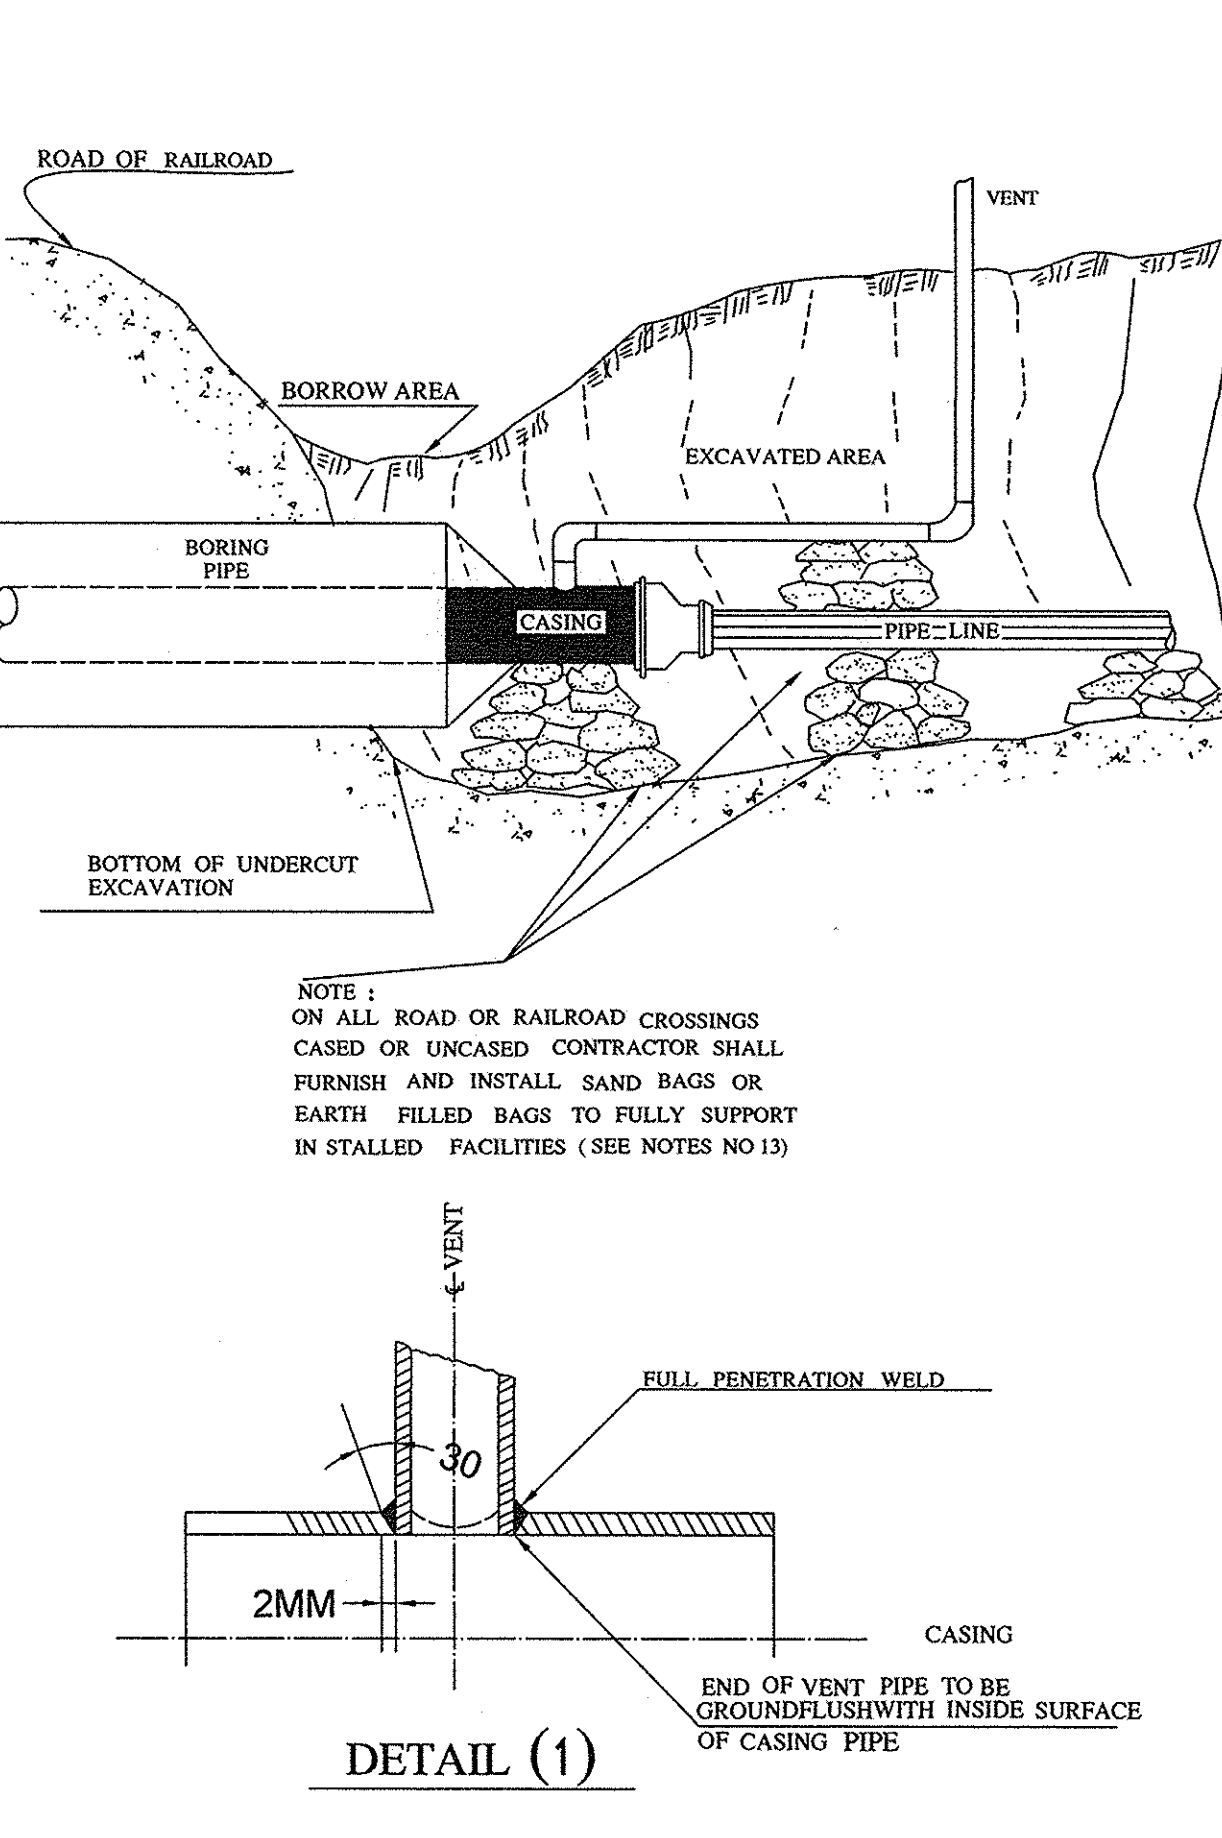 ROAD OF RAILROAD
VENT
BORROW AREA
EXCAVATED AREA
BORING
PIPE
CASING
PIPE-LINE
BOTTOM OF UNDERCUT
EXCAVATION
NOTE :
ON ALL ROAD OR RAILROAD CROSSINGS
CASED OR UNCASED CONTRACTOR SHALL
FURNISH AND INSTALL SAND BAGS OR
EARTH FILLED BAGS TO FULLY SUPPORT
IN STALLED FACILITIES (SEE NOTES NO 13)
℄ VENT
FULL PENETRATION WELD
30
2MM
CASING
END OF VENT PIPE TO BE
GROUNDFLUSHWITH INSIDE SURFACE
OF CASING PIPE
DETAIL (1)